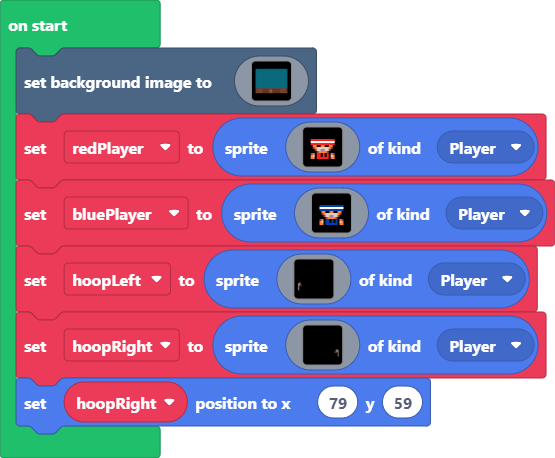 on start
set background image to
set redPlayer to sprite of kind Player
set bluePlayer to sprite of kind Player
set hoopLeft to sprite of kind Player
set hoopRight to sprite of kind Player
set hoopRight position to x 79 y 59